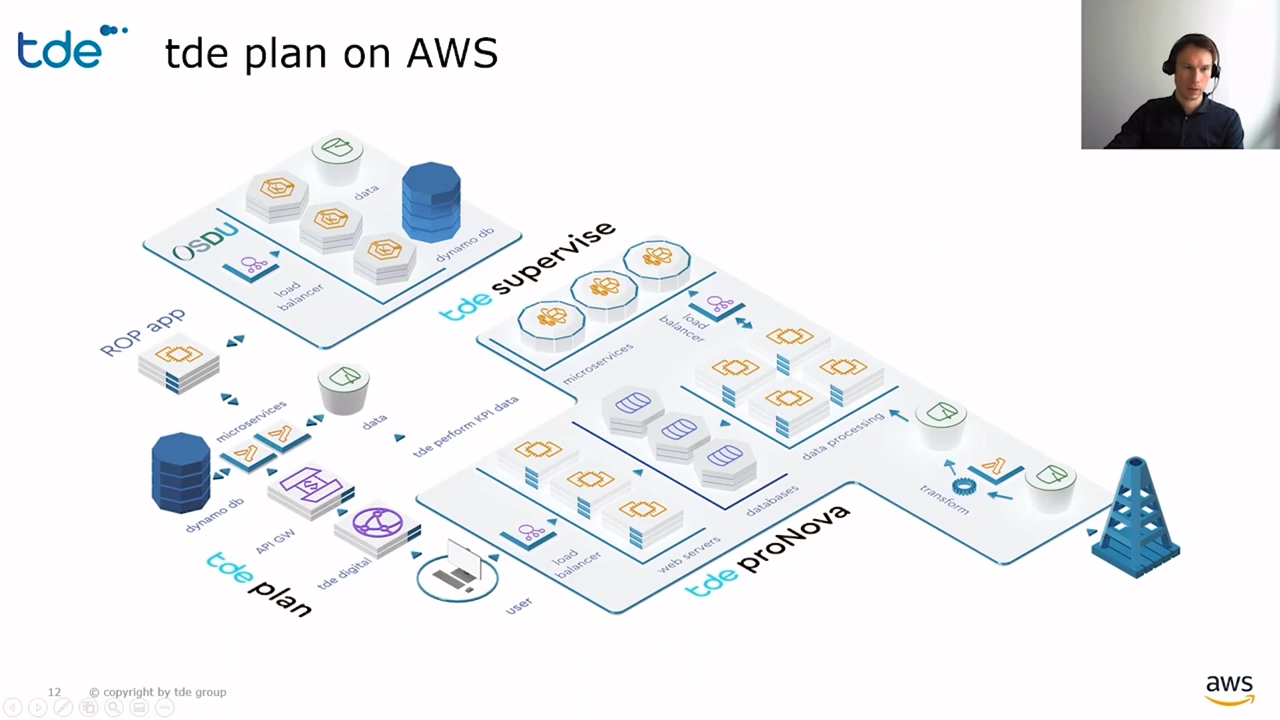 tde
tde plan on AWS
data
OSDU
dynamo db
load
balancer
tde supervise
ROP app
load
balancer
microservices
microservices
data
tde perform KPI data
data processing
dynamo db
databases
transform
API GW
tde digital
load
balancer
web servers
tde proNova
tde plan
user
12
© copyright by tde group
aws